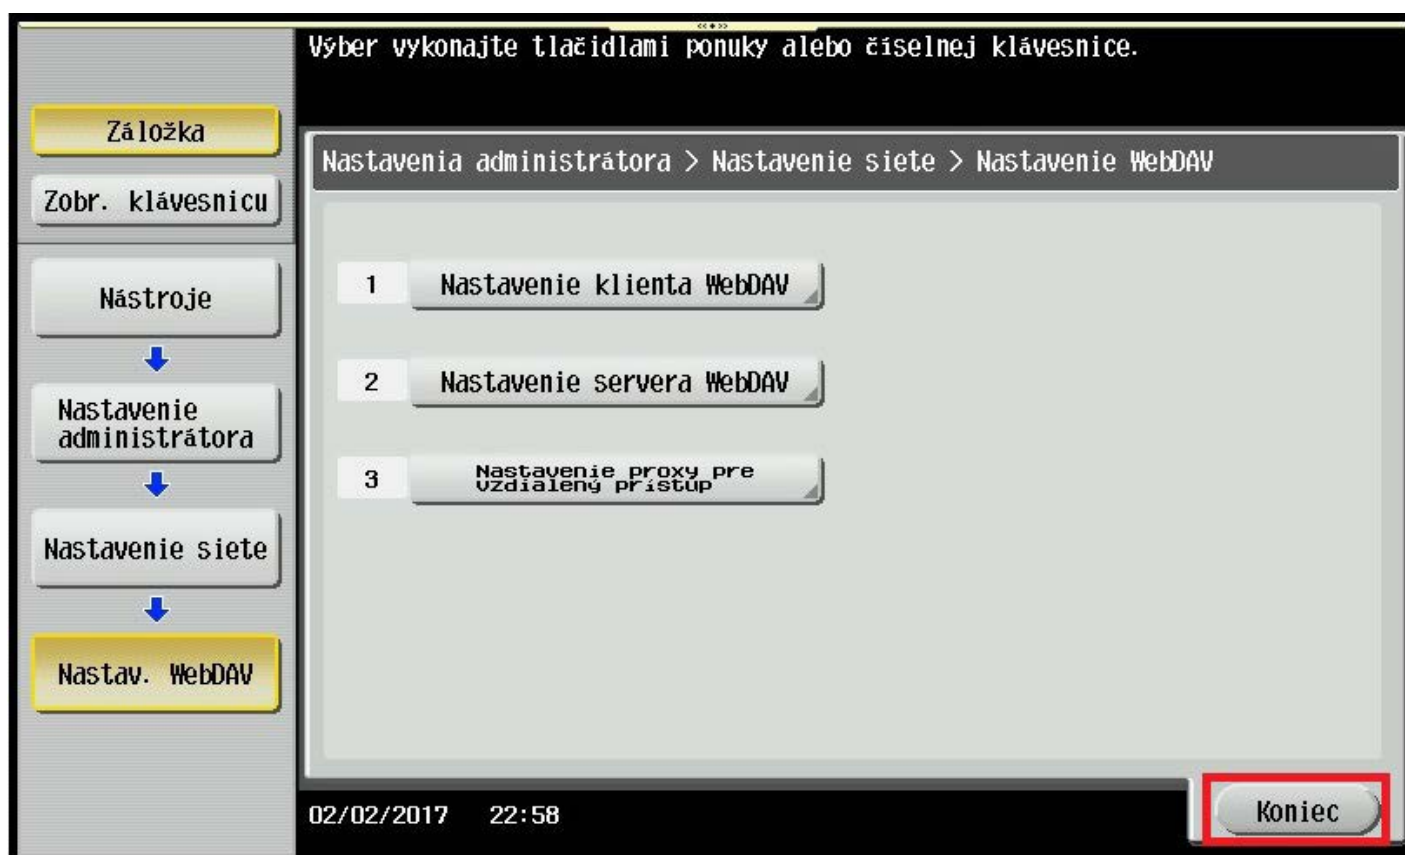 Výber vykonajte tlačidlami ponuky alebo číselnej klávesnice.
Záložka
Zobr. klávesnicu
Nástroje
Nastavenie
administrátora
Nastavenie siete
Nastav. WebDAV
Nastavenia administrátora > Nastavenie siete > Nastavenie WebDAV
1 Nastavenie klienta WebDAV
2 Nastavenie servera WebDAV
3 Nastavenie proxy pre
vzdialený prístup
02/02/2017 22:58
Koniec